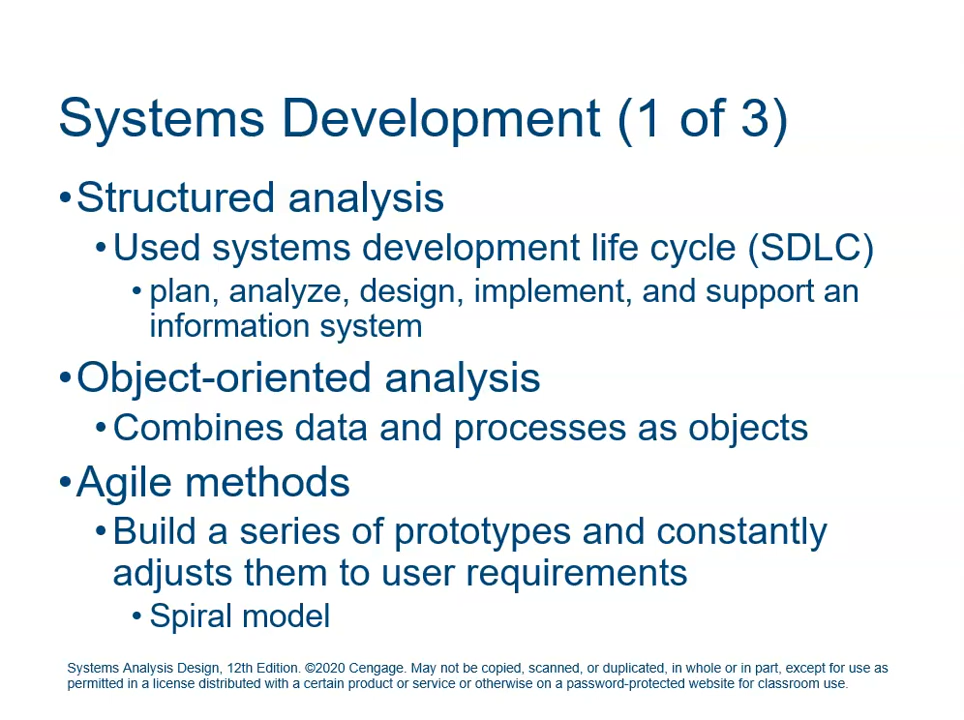 Systems Development (1 of 3)
•Structured analysis
•Used systems development life cycle (SDLC)
•plan, analyze, design, implement, and support an
information system
•Object-oriented analysis
•Combines data and processes as objects
•Agile methods
•Build a series of prototypes and constantly
adjusts them to user requirements
•Spiral model
Systems Analysis Design, 12th Edition. ©2020 Cengage. May not be copied, scanned, or duplicated, in whole or in part, except for use as
permitted in a license distributed with a certain product or service or otherwise on a password-protected website for classroom use.